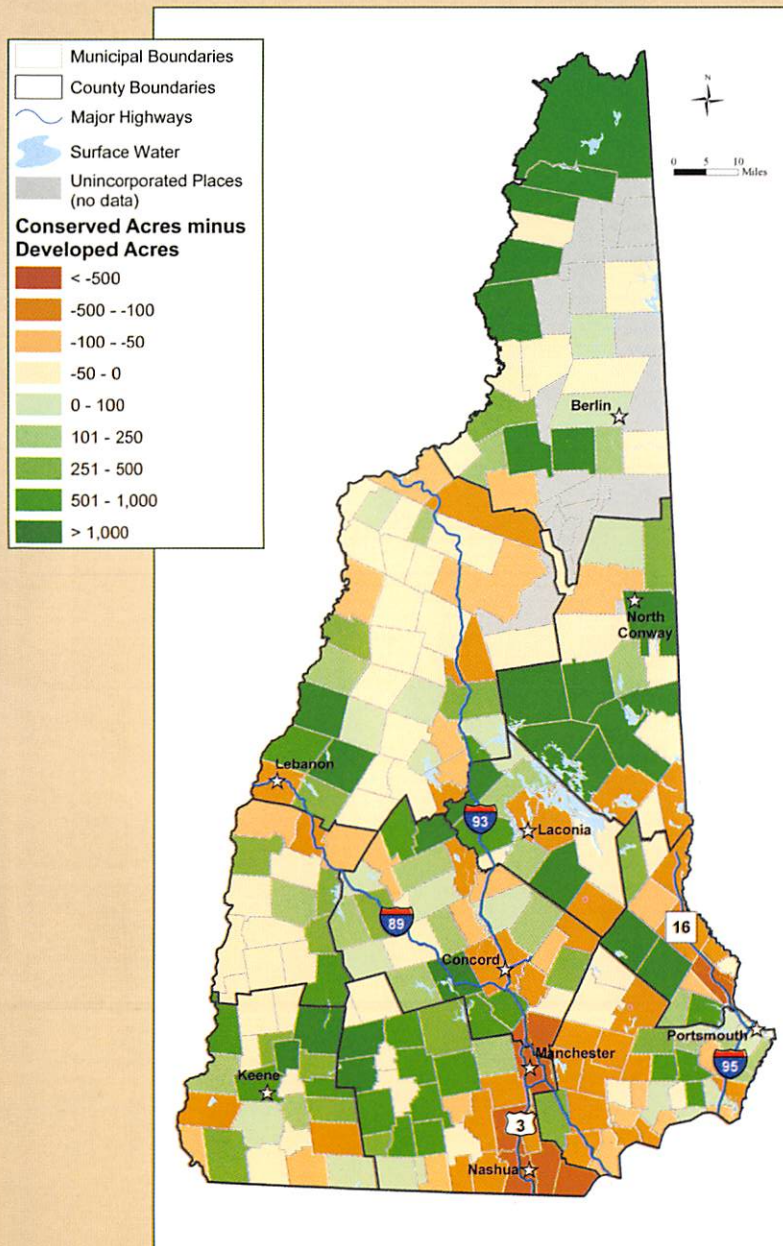 Municipal Boundaries
County Boundaries
Major Highways
Surface Water
Unincorporated Places
(no data)
Conserved Acres minus
Developed Acres
< -500
-500 - -100
-100 - -50
-50 - 0
0 - 100
101 - 250
251 - 500
501 - 1,000
> 1,000
N
0 5 10
Miles
Berlin
North
Conway
Lebanon
93
Laconia
89
16
Concord
Portsmouth
Manchester
95
Keene
3
Nashua